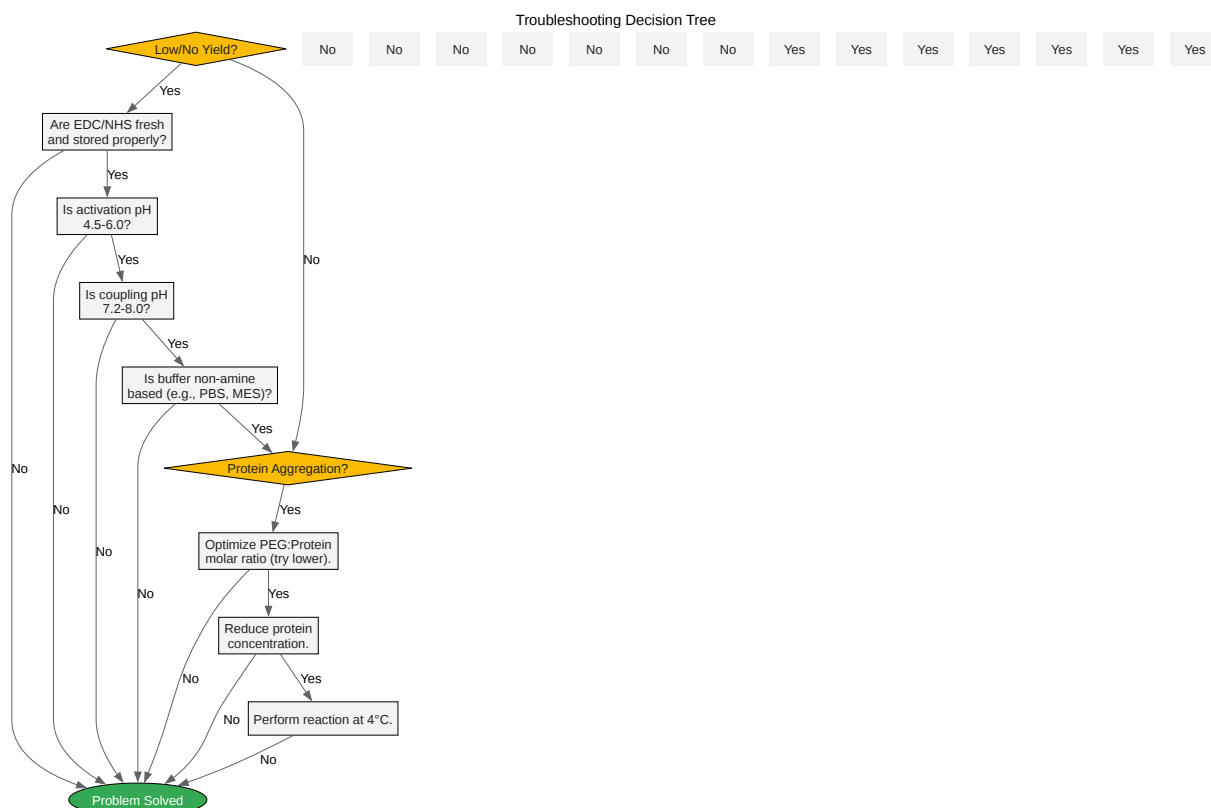 Troubleshooting Decision Tree
Low/No Yield?
No
No
No
No
No
No
No
Yes
Yes
Yes
Yes
Yes
Yes
Yes
Yes
Are EDC/NHS fresh
and stored properly?
Yes
Is activation pH
4.5-6.0?
Yes
No
Is coupling pH
7.2-8.0?
Yes
Is buffer non-amine
based (e.g., PBS, MES)?
Yes
No
Protein Aggregation?
No
Yes
Optimize PEG:Protein
molar ratio (try lower).
No
No
Yes
Reduce protein
concentration.
No
Yes
No
Perform reaction at 4°C.
No
Problem Solved